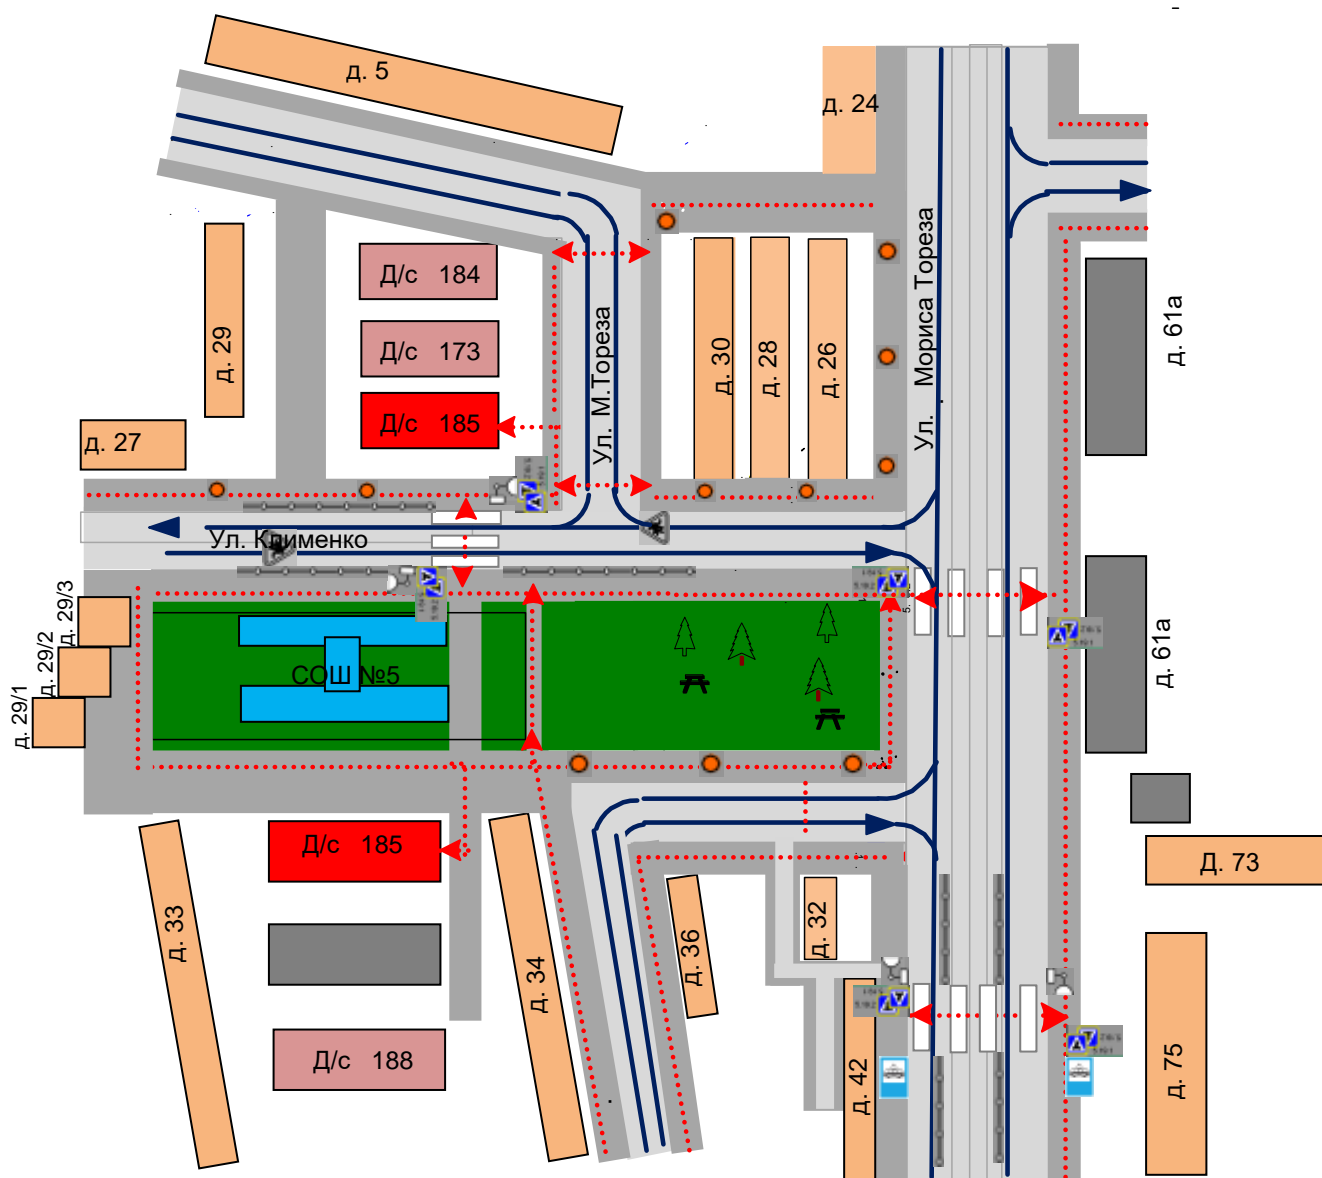 д. 5
д. 24
Ул. Мориса Тореза
Д/с 184
д. 29
Д/с 173
Ул. М.Тореза
д. 30
д. 28
д. 26
д. 61а
Д/с 185
д. 27
Ул. Клименко
д. 29/3
д. 29/2
д. 29/1
СОШ №5
5.
д. 61а
Д/с 185
Д. 73
д. 33
д. 34
д. 36
д. 32
Д/с 188
д. 42
д. 75